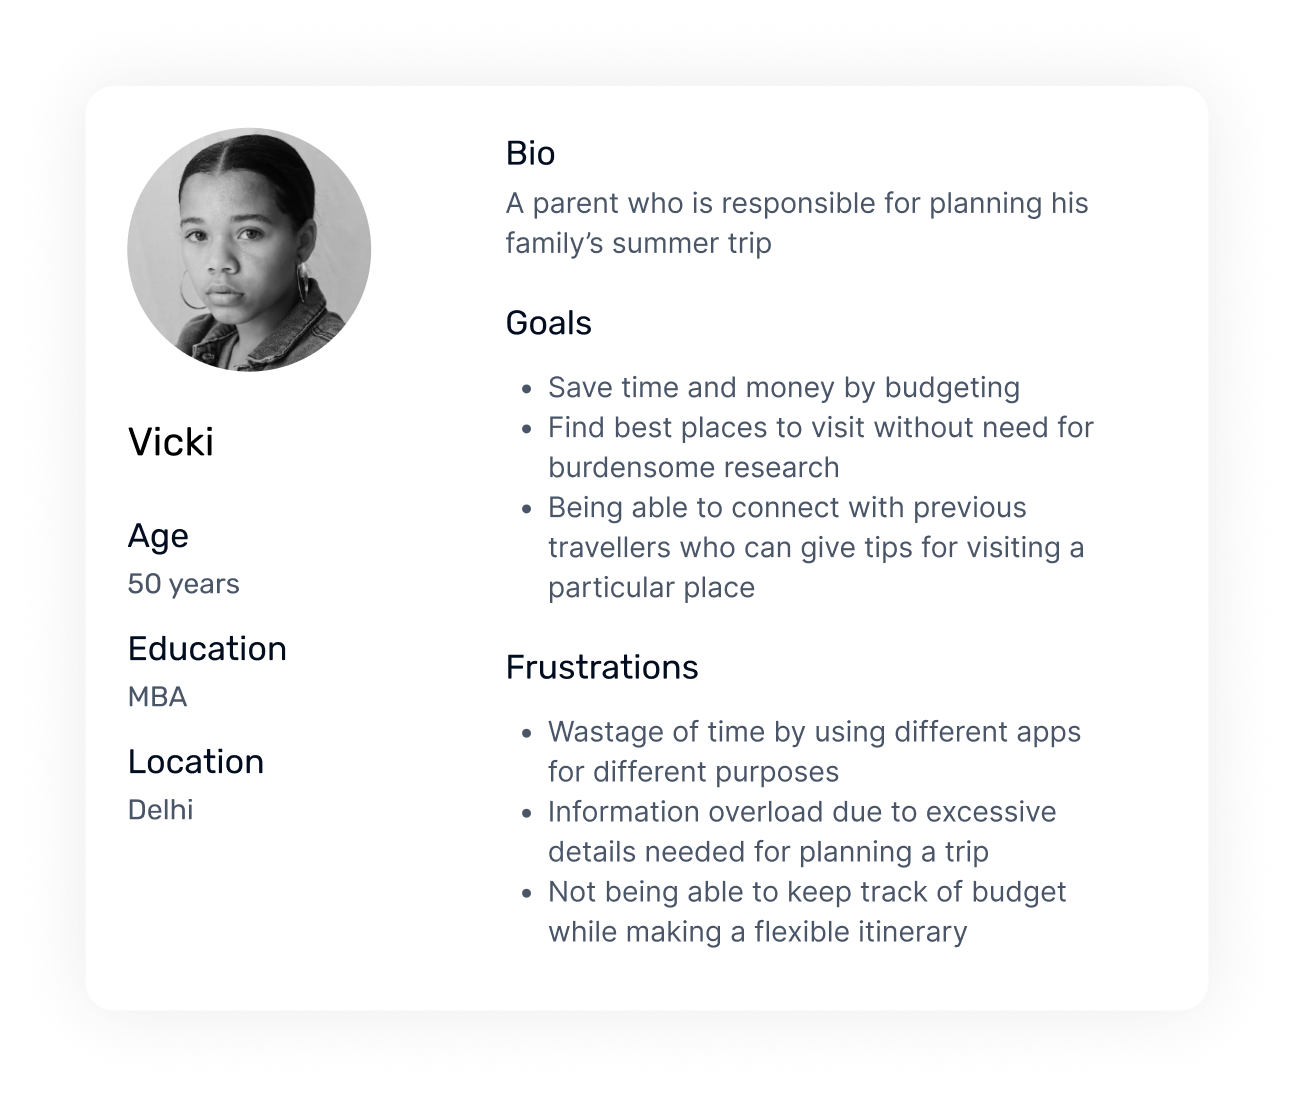 Vicki
Age
50 years
Education
MBA
Location
Delhi
Bio
A parent who is responsible for planning his
family’s summer trip
Goals
• Save time and money by budgeting
• Find best places to visit without need for
burdensome research
• Being able to connect with previous
travellers who can give tips for visiting a
particular place
Frustrations
• Wastage of time by using different apps
for different purposes
• Information overload due to excessive
details needed for planning a trip
• Not being able to keep track of budget
while making a flexible itinerary